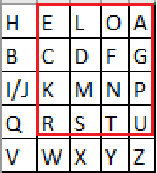 H E L O A
B C D F G
I/J K M N P
Q R S T U
V W X Y Z